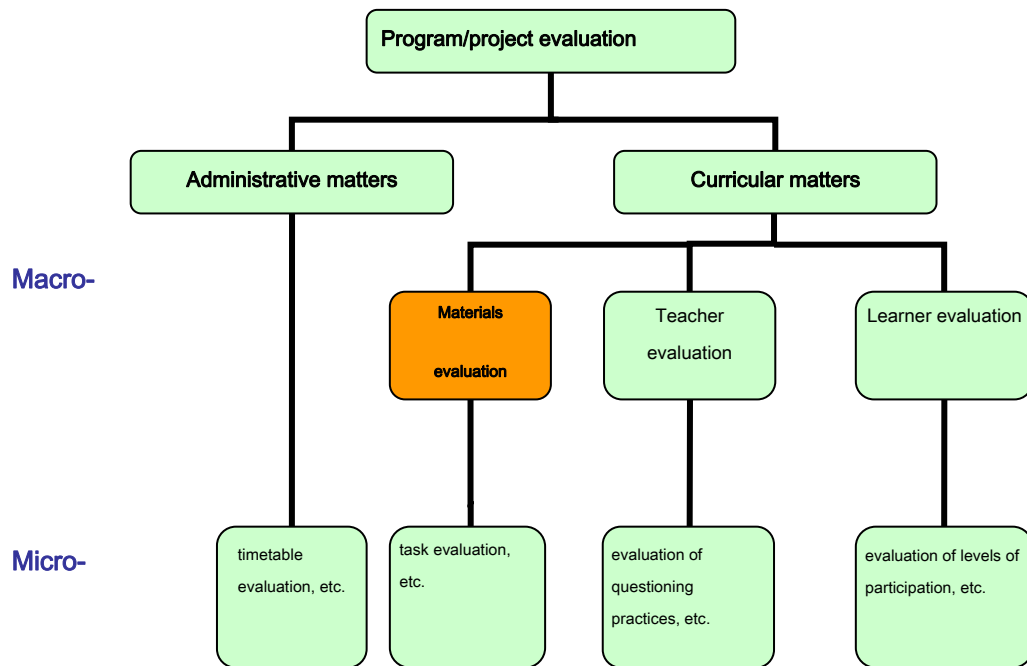 Program/project evaluation
Administrative matters
Curricular matters
Macro-
Materials
evaluation
Teacher
evaluation
Learner evaluation
Micro-
timetable
evaluation, etc.
task evaluation,
etc.
evaluation of
questioning
practices, etc.
evaluation of levels of
participation, etc.